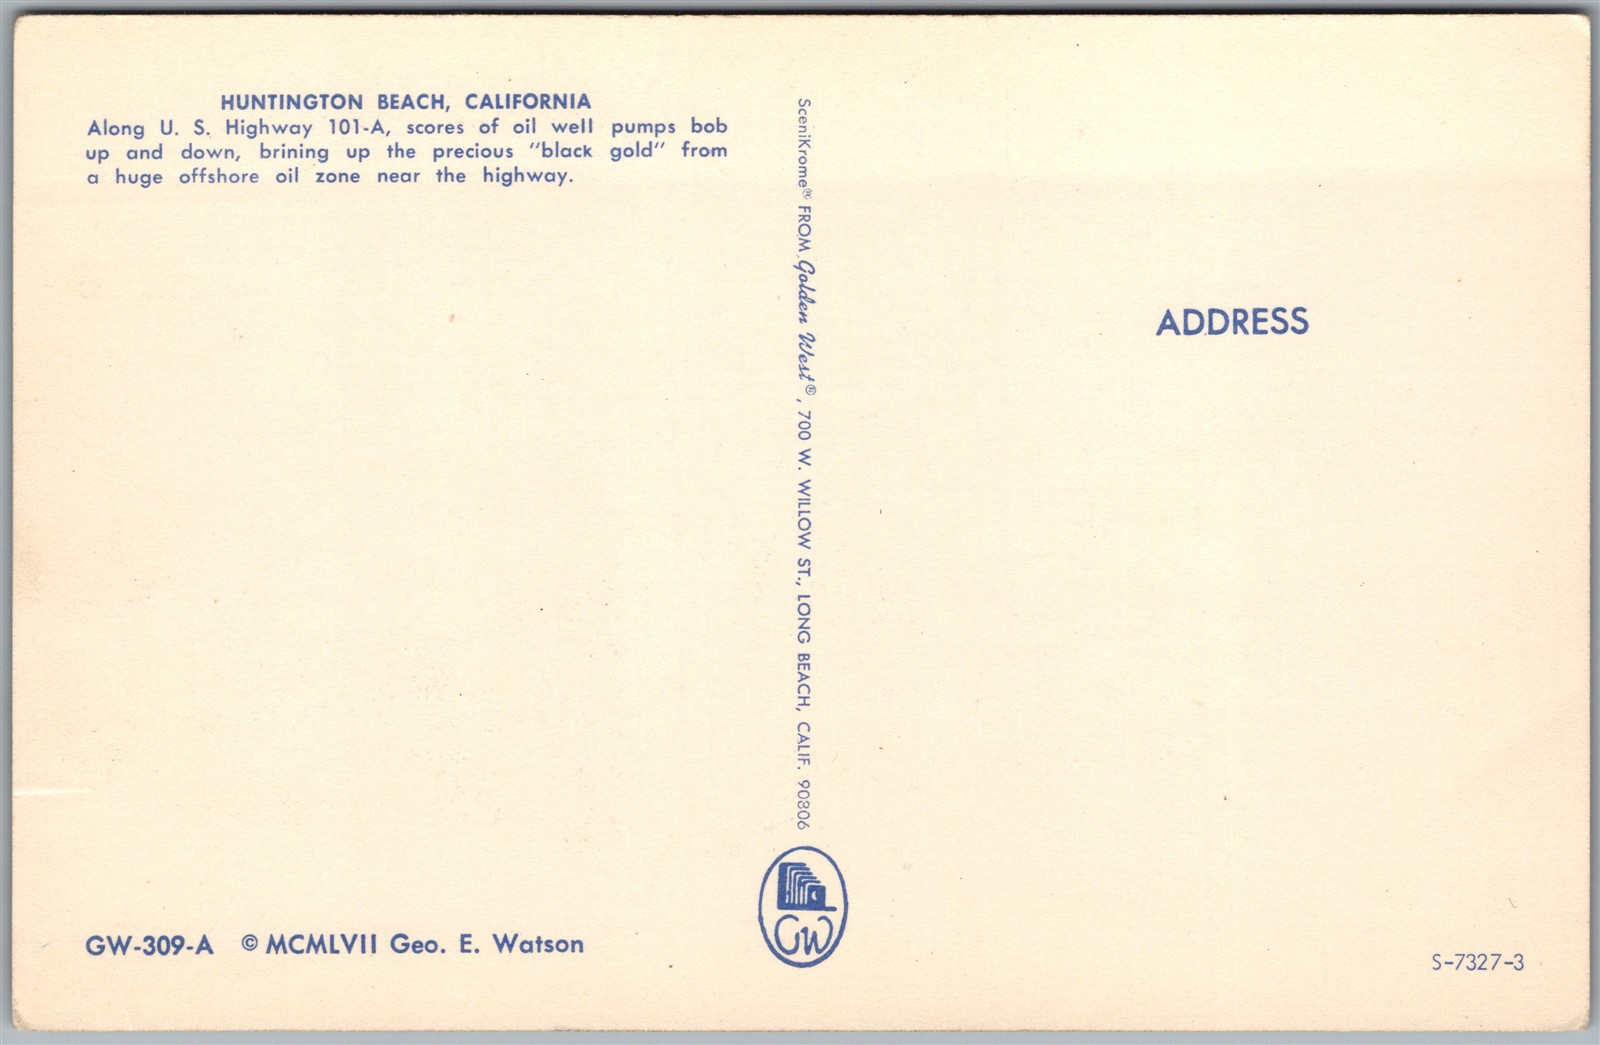 HUNTINGTON BEACH, CALIFORNIA
Along U. S. Highway 101-A, scores of oil well pumps bob
up and down, brining up the precious "black gold" from
a huge offshore oil zone near the highway.
SceniKrome® FROM Golden West®, 700 W. WILLOW ST., LONG BEACH, CALIF. 90806
ADDRESS
GW
GW-309-A © MCMLVII Geo. E. Watson
S-7327-3